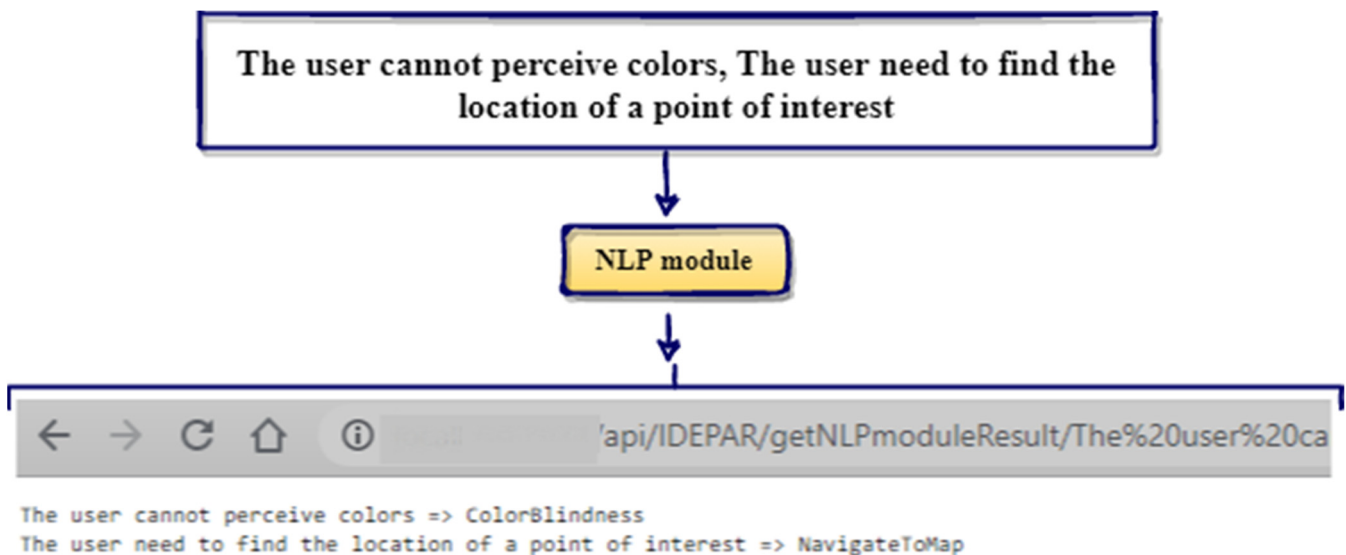 The user cannot perceive colors, The user need to find the
location of a point of interest
NLP module
/api/IDEPAR/getNLPmoduleResult/The%20user%20ca
The user cannot perceive colors => ColorBlindness
The user need to find the location of a point of interest => NavigateToMap